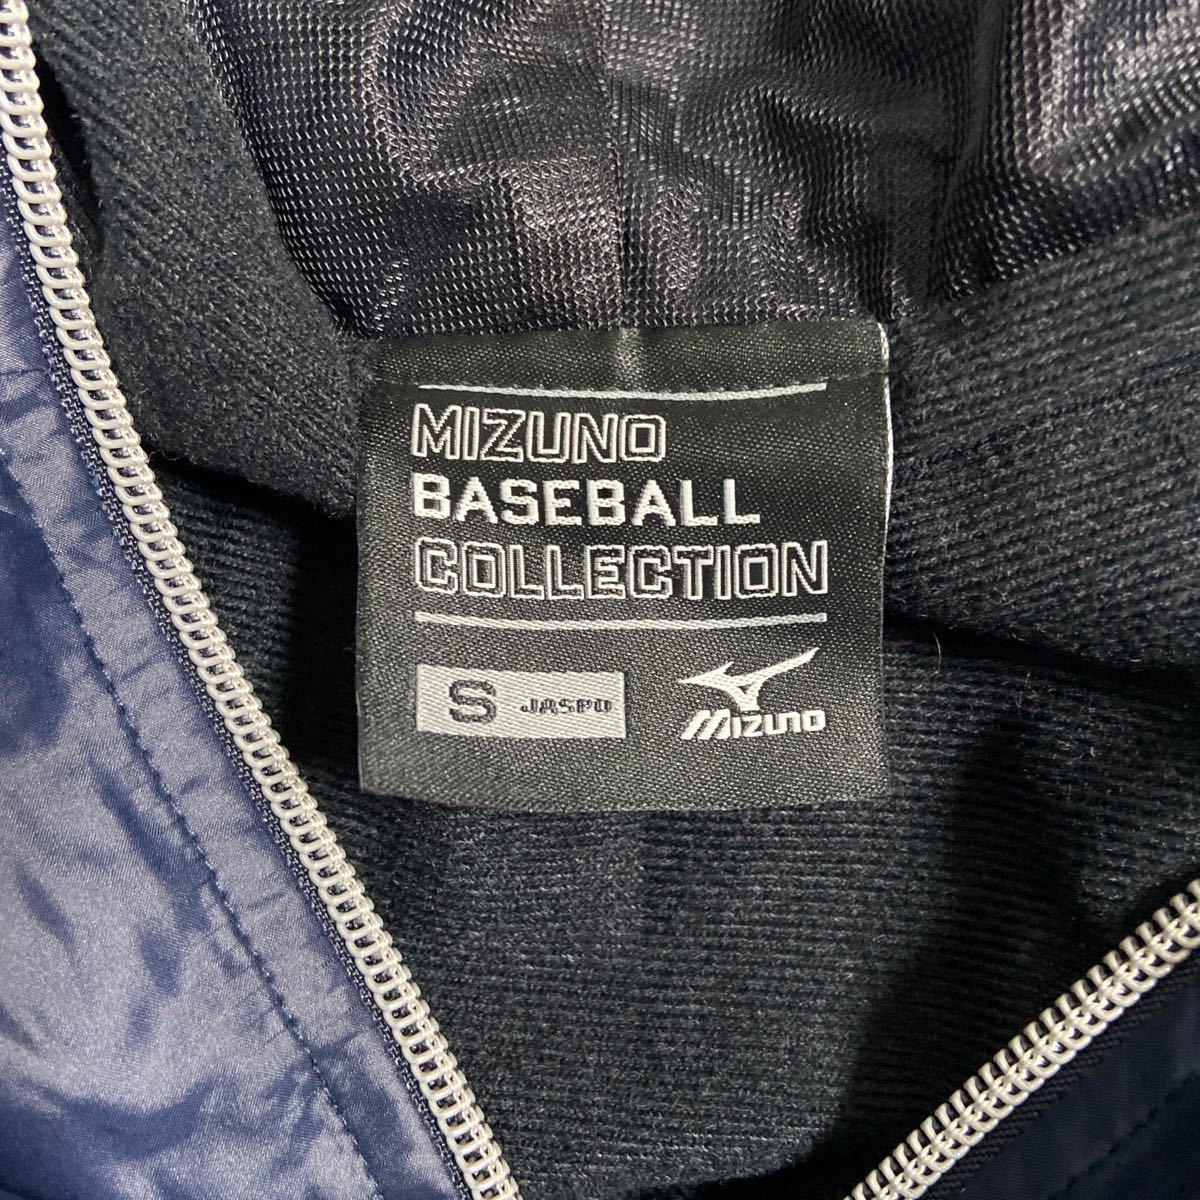 MIZUNO
BASEBALL
COLLECTION
S JASPO
MIZUNO